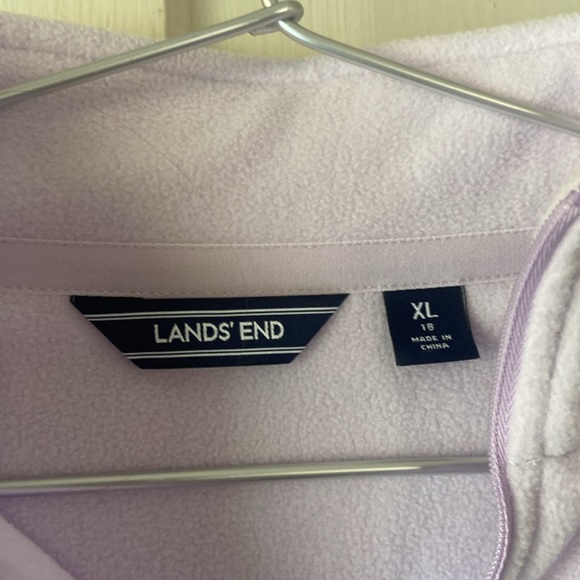 LANDS' END
XL
18
MADE IN
CHINA